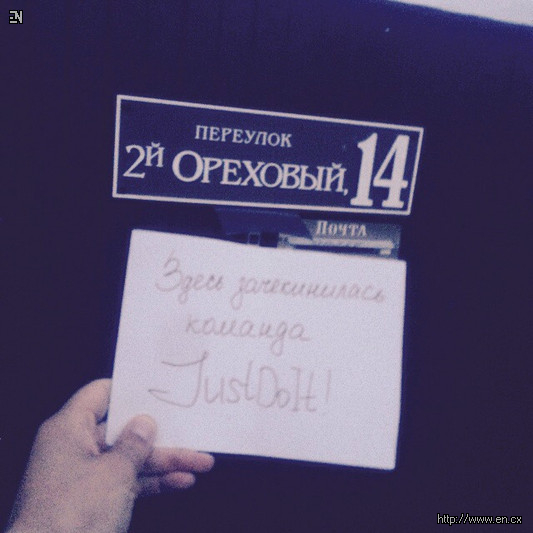 EN
ПЕРЕУЛОК
2й ОРЕХОВЫЙ, 14
ПОЧТА
Здесь зачекинилась
команда
JustDoIt!
http://www.en.cx